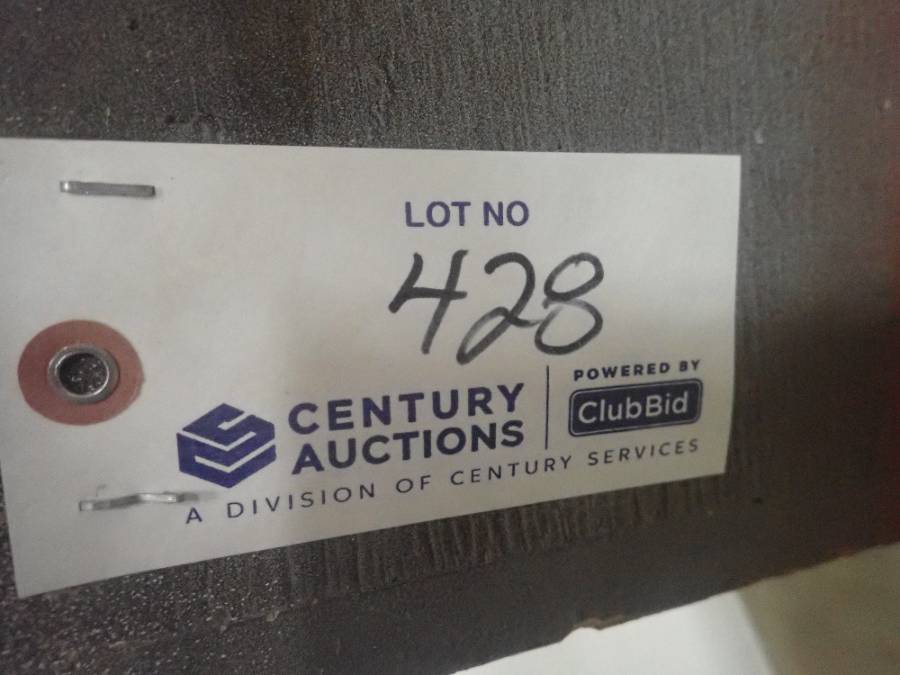 LOT NO
428
CENTURY
AUCTIONS
POWERED BY
ClubBid
A DIVISION OF CENTURY SERVICES